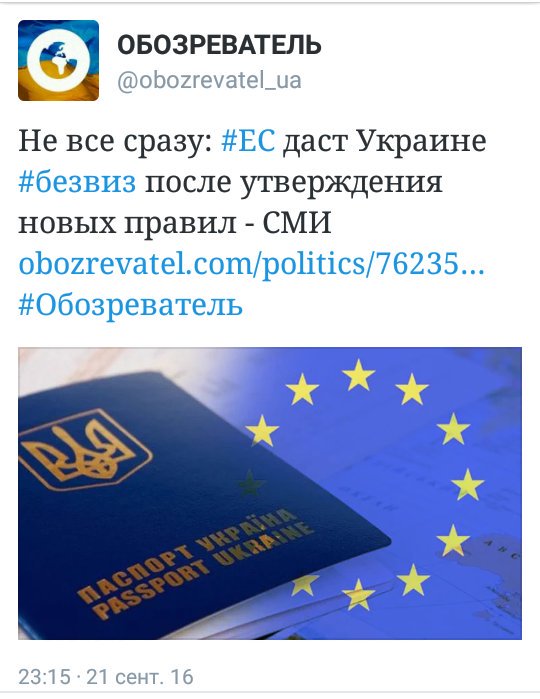 ОБОЗРЕВАТЕЛЬ
@obozrevatel_ua
Не все сразу: #ЕС даст Украине
#безвиз после утверждения
новых правил - СМИ
obozrevatel.com/politics/76235...
#Обозреватель
ПАСПОРТ УКРАЇНА
PASSPORT UKRAINE
23:15 · 21 сент. 16